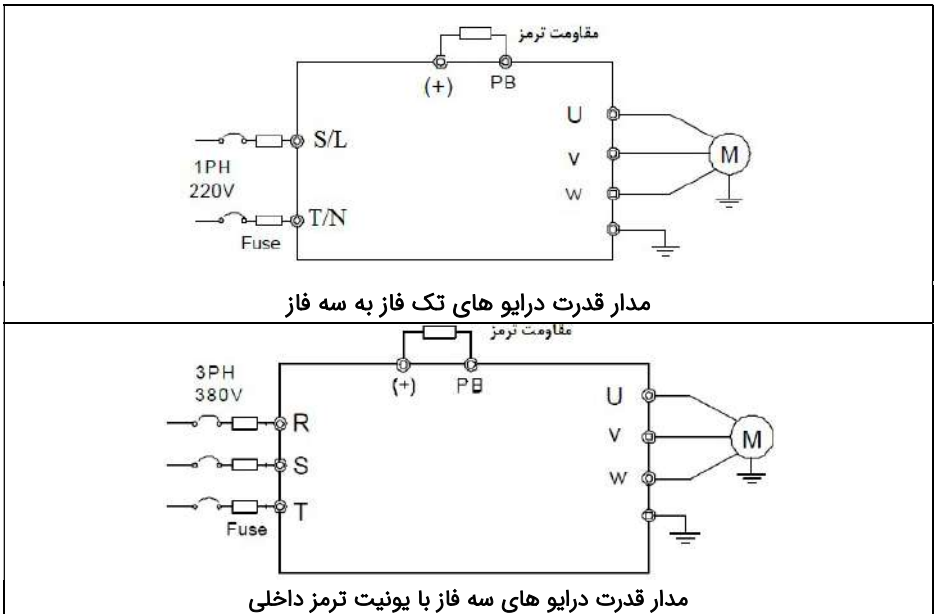 مقاومت ترمز
(+)
PB
U
S/L
V
M
1PH
220V
W
T/N
Fuse
مدار قدرت درایو های تک فاز به سه فاز
مقاومت ترمز
(+)
PB
3PH
380V
U
R
V
M
S
W
T
Fuse
مدار قدرت درایو های سه فاز با یونیت ترمز داخلی